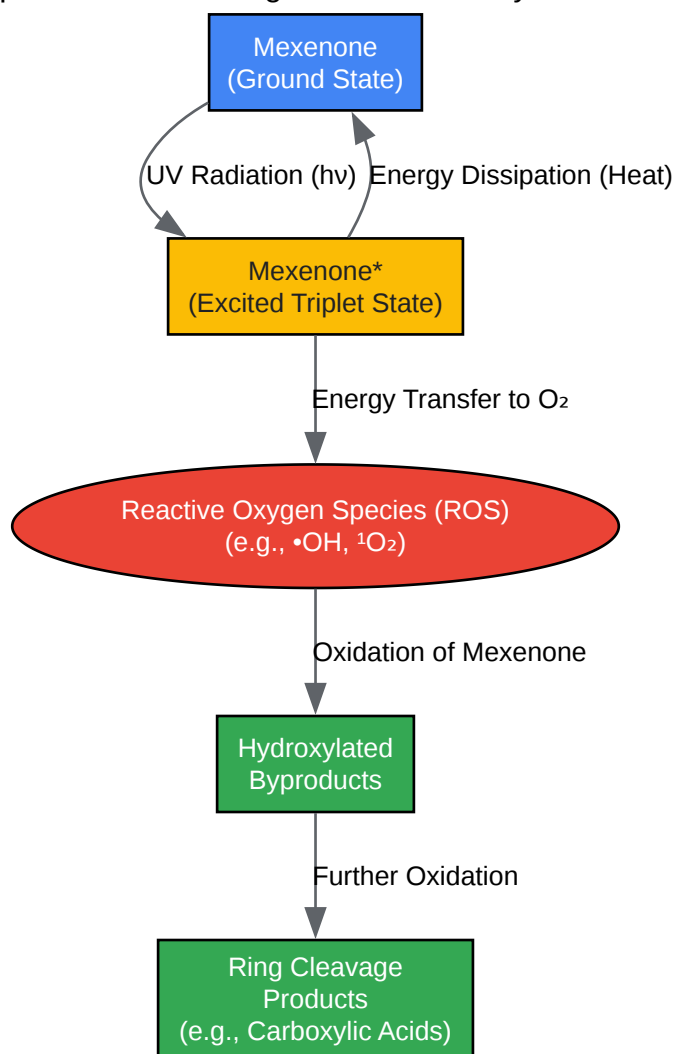 Mexenone
(Ground State)
UV Radiation (hν)
Energy Dissipation (Heat)
Mexenone*
(Excited Triplet State)
Energy Transfer to O₂
Reactive Oxygen Species (ROS)
(e.g., •OH, ¹O₂)
Oxidation of Mexenone
Hydroxylated
Byproducts
Further Oxidation
Ring Cleavage
Products
(e.g., Carboxylic Acids)